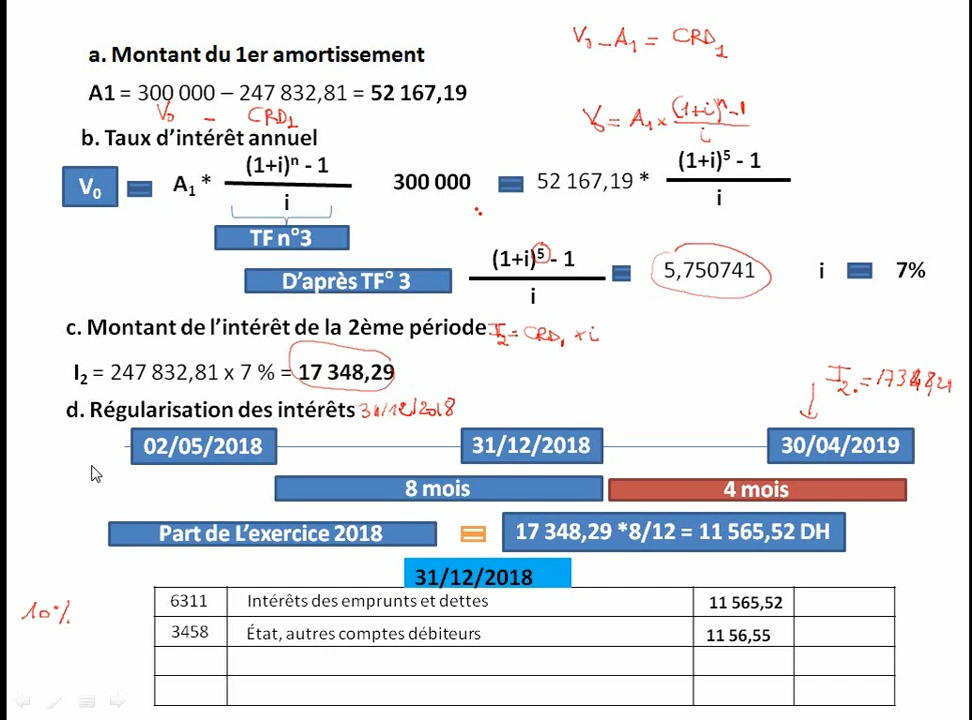 V₀ - A₁ = CRD₁
a. Montant du 1er amortissement
A1 = 300 000 – 247 832,81 = 52 167,19
V₀ - CRD₁
V₀ = A₁ × (1+i)ⁿ - 1 / i
b. Taux d'intérêt annuel
V₀ = A₁ * (1+i)ⁿ - 1 / i 300 000 = 52 167,19 * (1+i)⁵ - 1 / i
TF n°3
D'après TF° 3 (1+i)⁵ - 1 / i = 5,750741 i = 7%
c. Montant de l'intérêt de la 2ème période I₂ = CRD₁ × i
I₂ = 247 832,81 x 7 % = 17 348,29
d. Régularisation des intérêts 31/12/2018
02/05/2018 31/12/2018 30/04/2019
8 mois 4 mois
Part de L'exercice 2018 = 17 348,29 *8/12 = 11 565,52 DH
31/12/2018
6311 Intérêts des emprunts et dettes 11 565,52
10%
3458 État, autres comptes débiteurs 11 56,55